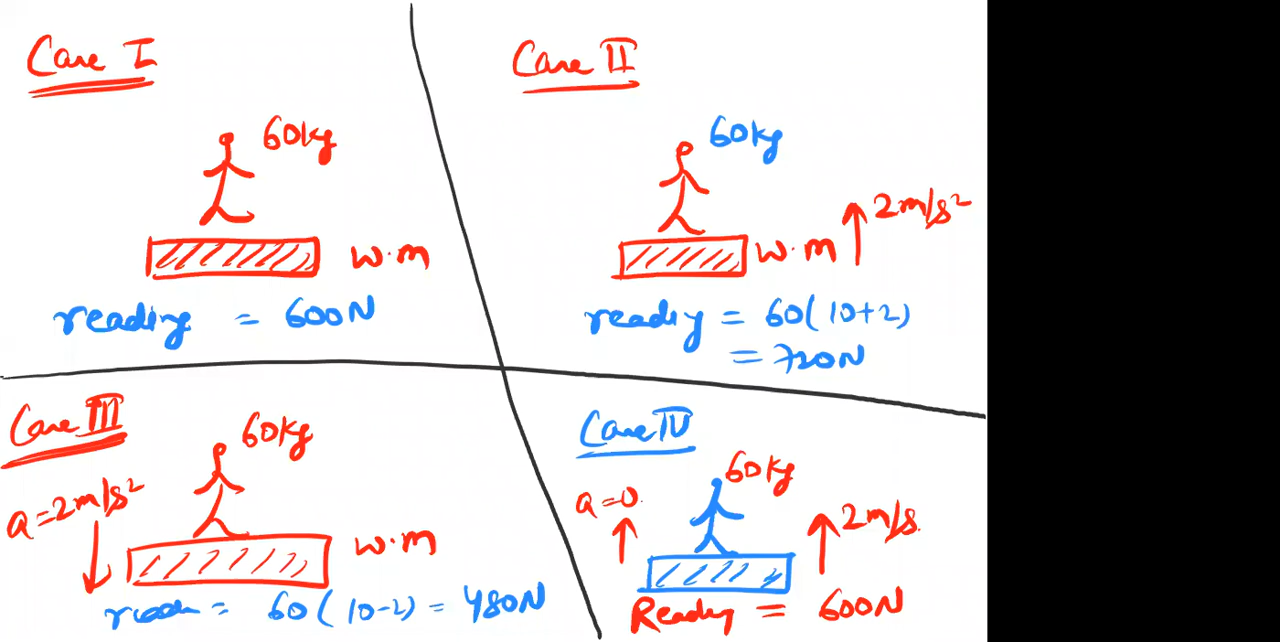 Case I
60kg
w.m
reading = 600N
Case II
60kg
2m/s²
w.m
reading = 60(10+2)
= 720N
Case III
60kg
a=2m/s²
w.m
60(10-2) = 480N
Case IV
60kg
a=0
2m/s.
Reading = 600N